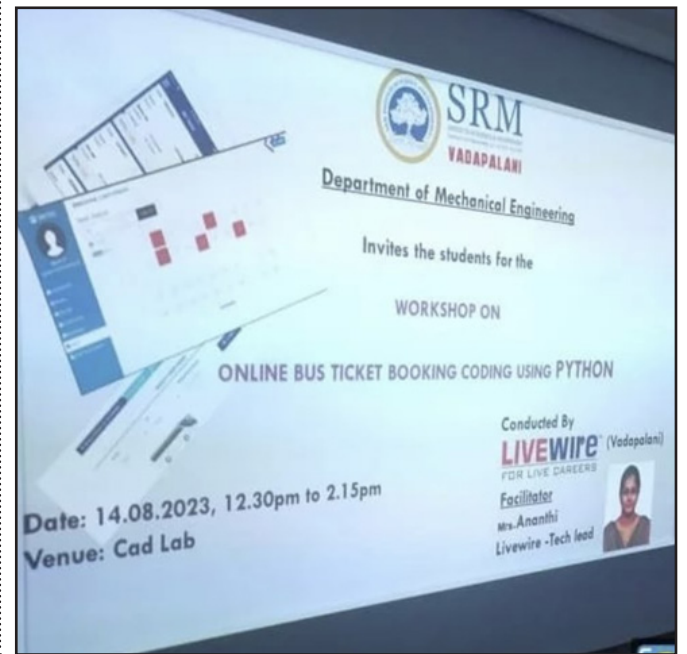 SRM
VADAPALANI
Department of Mechanical Engineering
Invites the students for the
WORKSHOP ON
ONLINE BUS TICKET BOOKING CODING USING PYTHON
Conducted By
LIVEWIRE (Vadapalani)
FOR LIVE CAREERS
Facilitator
Mrs.Ananthi
Livewire -Tech lead
Date: 14.08.2023, 12.30pm to 2.15pm
Venue: Cad Lab